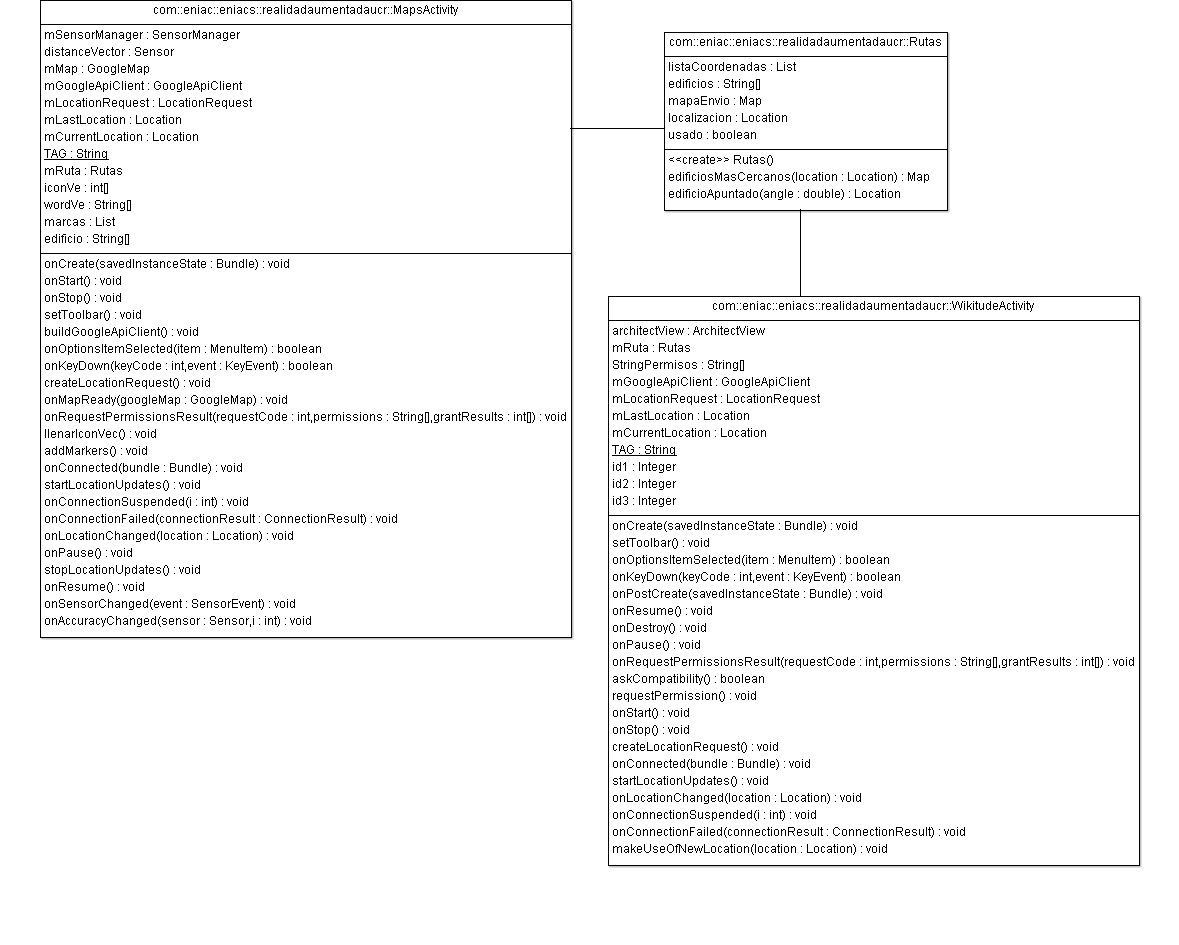 com::eniac::eniacs::realidadaumentadaucr::MapsActivity
mSensorManager : SensorManager
distanceVector : Sensor
mMap : GoogleMap
mGoogleApiClient : GoogleApiClient
mLocationRequest : LocationRequest
mLastLocation : Location
mCurrentLocation : Location
TAG : String
mRuta : Rutas
iconVe : int[]
wordVe : String[]
marcas : List
edificio : String[]
onCreate(savedInstanceState : Bundle) : void
onStart() : void
onStop() : void
setToolbar() : void
buildGoogleApiClient() : void
onOptionsItemSelected(item : MenuItem) : boolean
onKeyDown(keyCode : int,event : KeyEvent) : boolean
createLocationRequest() : void
onMapReady(googleMap : GoogleMap) : void
onRequestPermissionsResult(requestCode : int,permissions : String[],grantResults : int[]) : void
llenarIconVec() : void
addMarkers() : void
onConnected(bundle : Bundle) : void
startLocationUpdates() : void
onConnectionSuspended(i : int) : void
onConnectionFailed(connectionResult : ConnectionResult) : void
onLocationChanged(location : Location) : void
onPause() : void
stopLocationUpdates() : void
onResume() : void
onSensorChanged(event : SensorEvent) : void
onAccuracyChanged(sensor : Sensor,i : int) : void
com::eniac::eniacs::realidadaumentadaucr::Rutas
listaCoordenadas : List
edificios : String[]
mapaEnvio : Map
localizacion : Location
usado : boolean
<<create>> Rutas()
edificiosMasCercanos(location : Location) : Map
edificioApuntado(angle : double) : Location
com::eniac::eniacs::realidadaumentadaucr::WikitudeActivity
architectView : ArchitectView
mRuta : Rutas
StringPermisos : String[]
mGoogleApiClient : GoogleApiClient
mLocationRequest : LocationRequest
mLastLocation : Location
mCurrentLocation : Location
TAG : String
id1 : Integer
id2 : Integer
id3 : Integer
onCreate(savedInstanceState : Bundle) : void
setToolbar() : void
onOptionsItemSelected(item : MenuItem) : boolean
onKeyDown(keyCode : int,event : KeyEvent) : boolean
onPostCreate(savedInstanceState : Bundle) : void
onResume() : void
onDestroy() : void
onPause() : void
onRequestPermissionsResult(requestCode : int,permissions : String[],grantResults : int[]) : void
askCompatibility() : boolean
requestPermission() : void
onStart() : void
onStop() : void
createLocationRequest() : void
onConnected(bundle : Bundle) : void
startLocationUpdates() : void
onLocationChanged(location : Location) : void
onConnectionSuspended(i : int) : void
onConnectionFailed(connectionResult : ConnectionResult) : void
makeUseOfNewLocation(location : Location) : void